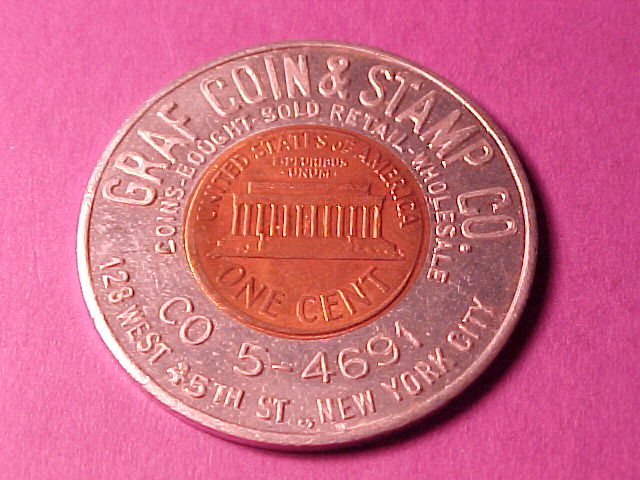 GRAF COIN & STAMP CO.
COINS-BOUGHT-SOLD RETAIL-WHOLESALE
UNITED STATES of AMERICA
E PLURIBUS
UNUM
ONE CENT
CO 5-4691
128 WEST 45TH ST., NEW YORK CITY